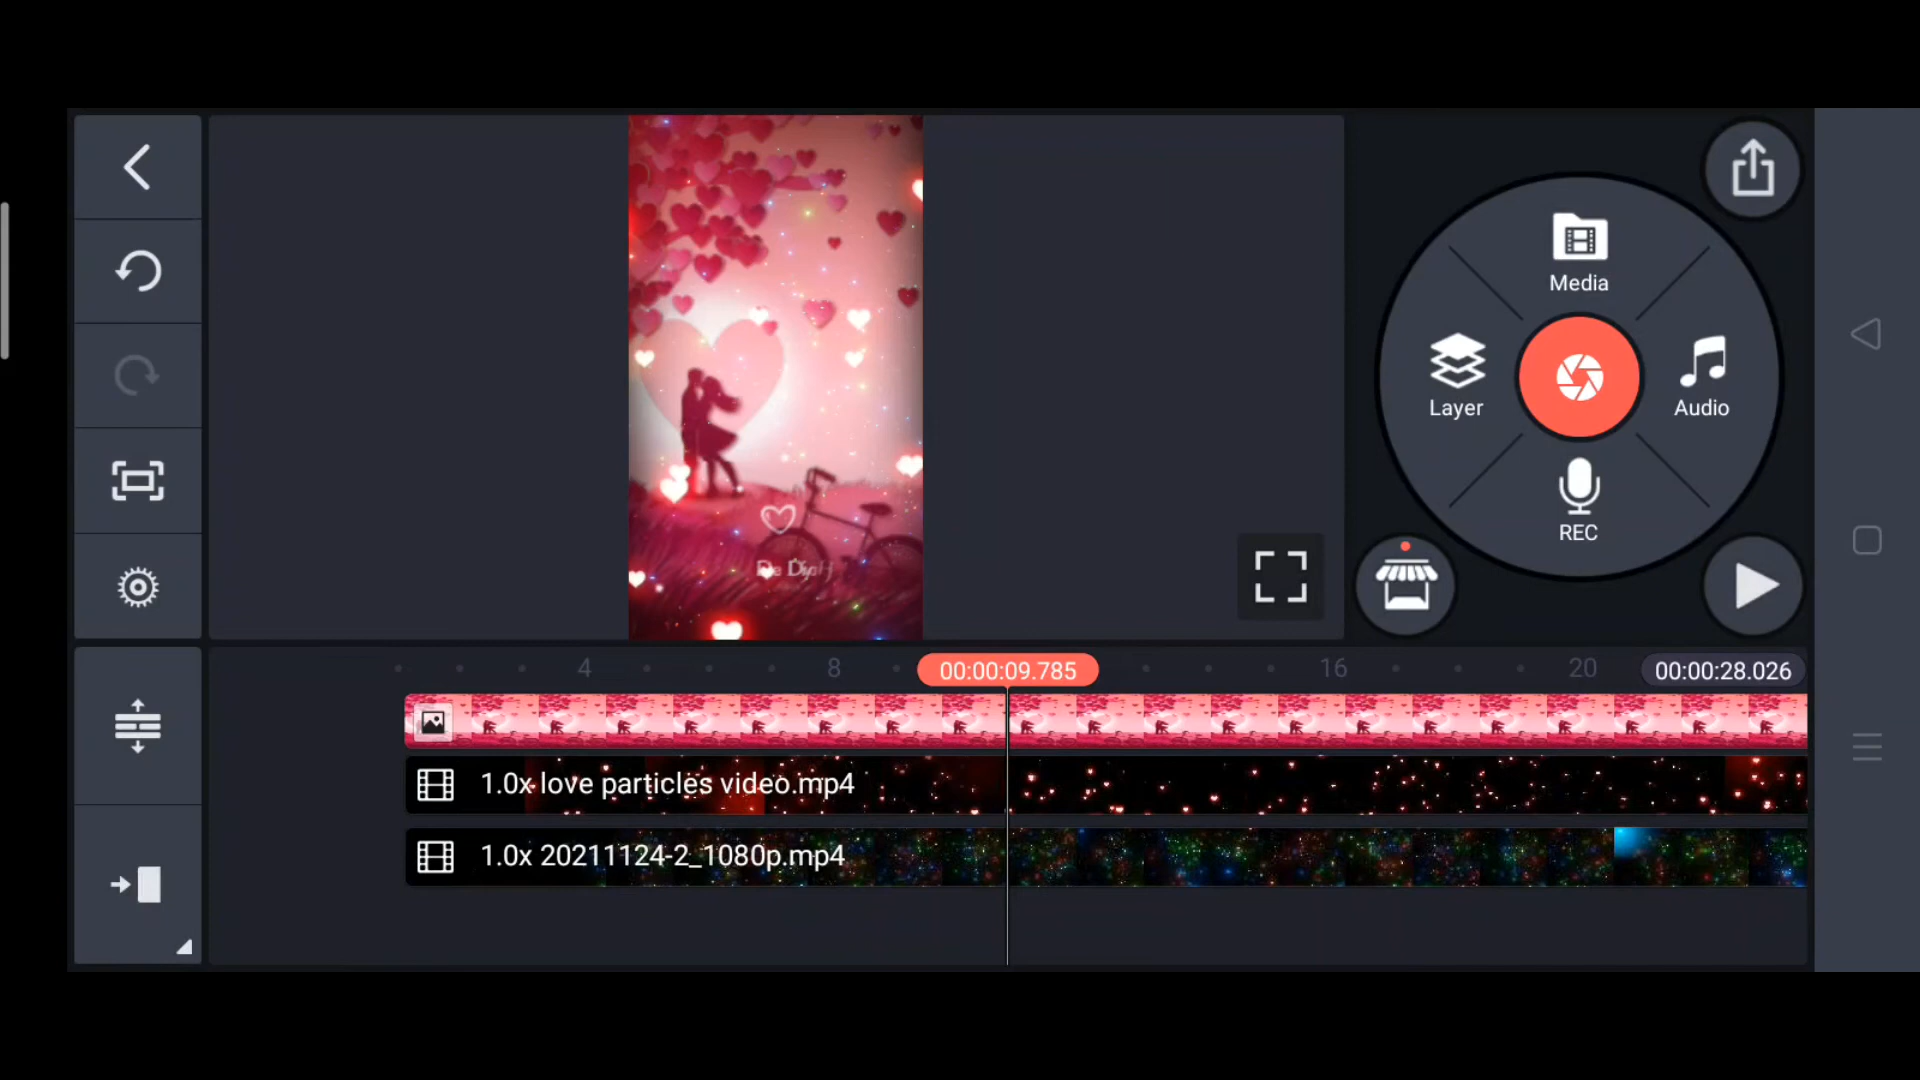 Media
Layer
Audio
REC
4
8
00:00:09.785
16
20
00:00:28.026
1.0x love particles video.mp4
1.0x 20211124-2_1080p.mp4